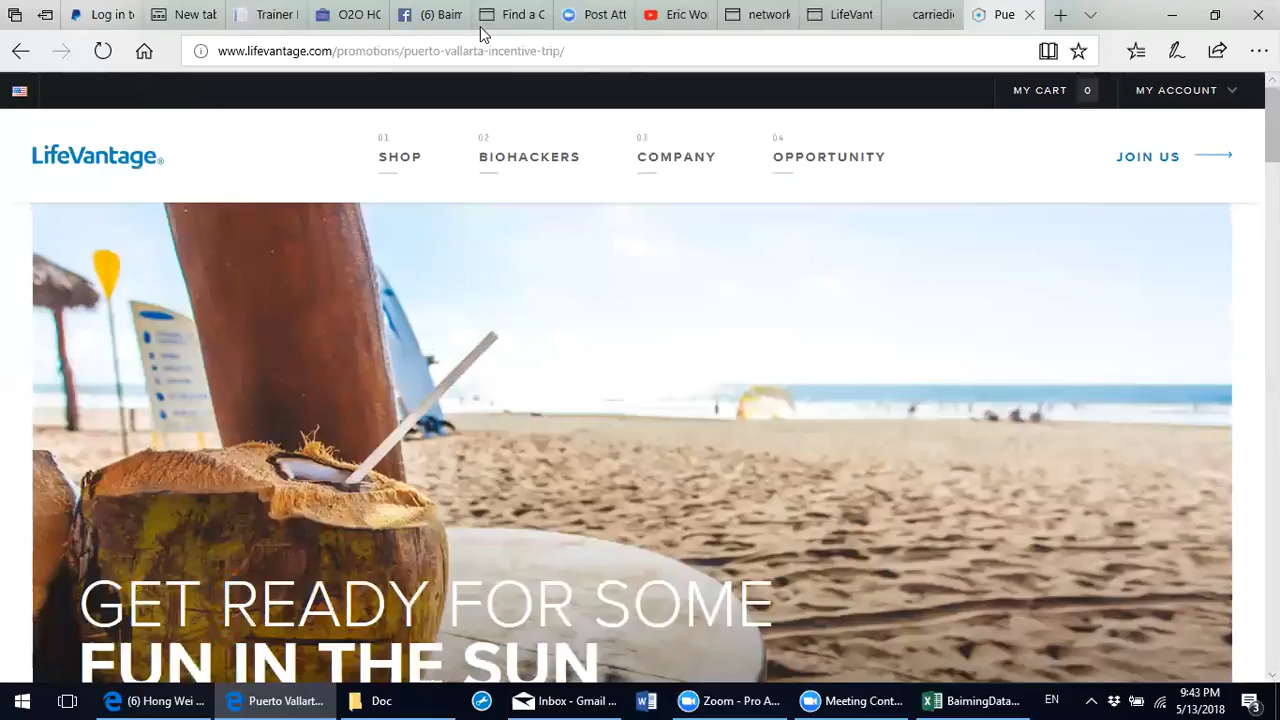 Log in to
New tab
Trainer
O2O HC
(6) Baim
Find a C
Post Att
Eric Wo
network
LifeVant
carriedi
Pue
www.lifevantage.com/promotions/puerto-vallarta-incentive-trip/
MY CART 0 MY ACCOUNT
LifeVantage®
01 SHOP
02 BIOHACKERS
03 COMPANY
04 OPPORTUNITY
JOIN US
GET READY FOR SOME
FUN IN THE SUN
(6) Hong Wei ...
Puerto Vallart...
Doc
Inbox - Gmail ...
Zoom - Pro A...
Meeting Cont...
BaimingData...
EN
9:43 PM
5/13/2018